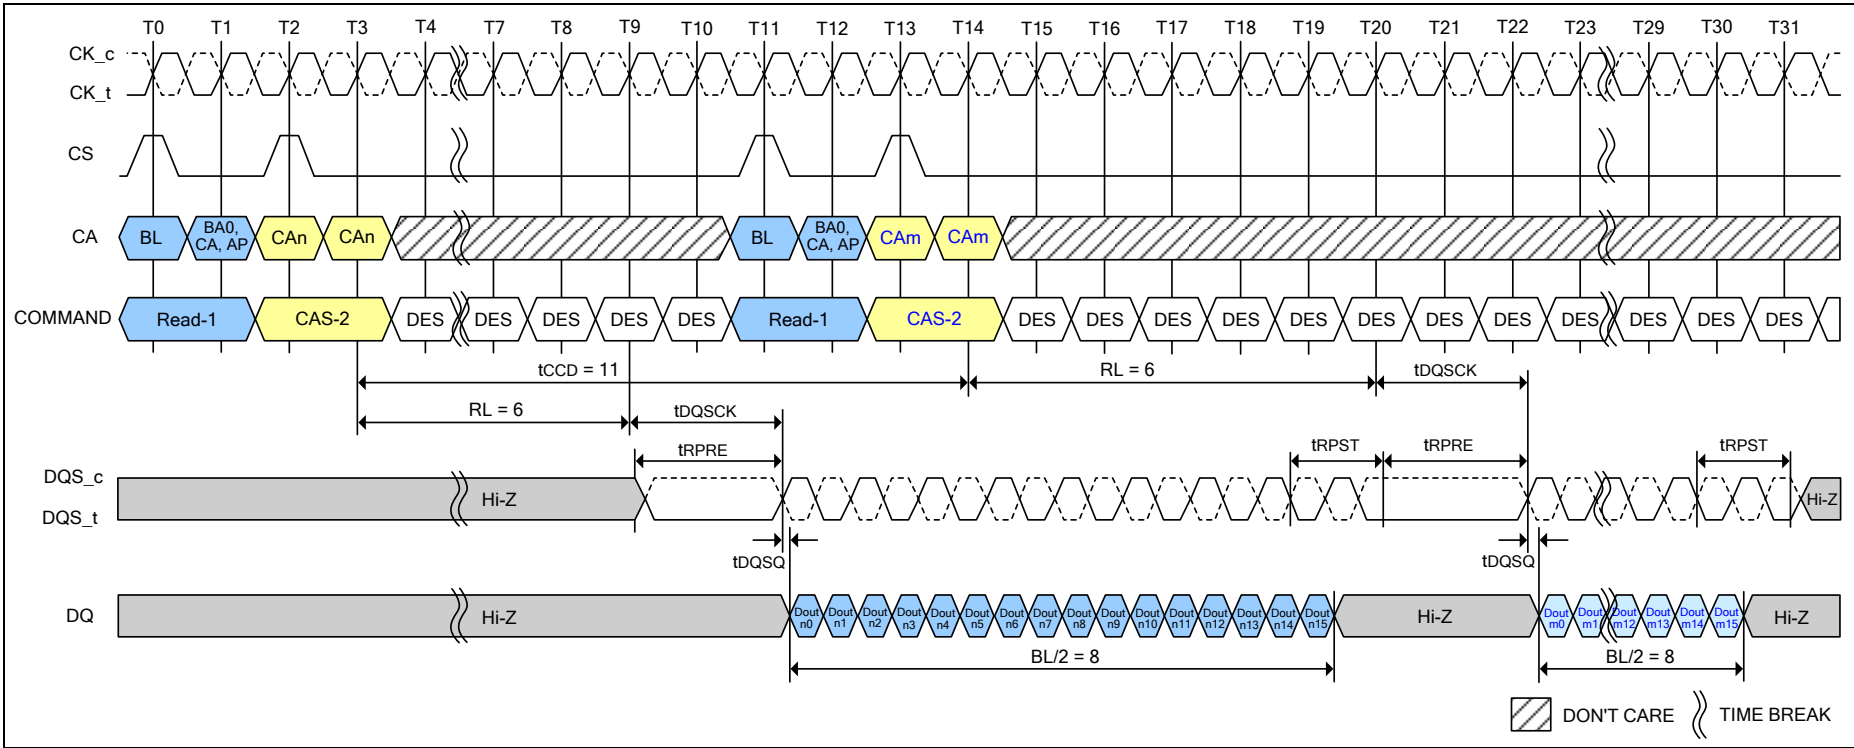 T0 T1 T2 T3 T4 T7 T8 T9 T10 T11 T12 T13 T14 T15 T16 T17 T18 T19 T20 T21 T22 T23 T29 T30 T31
CK_c
CK_t
CS
CA BL BA0, CA, AP CAn CAn BL BA0, CA, AP CAm CAm
COMMAND Read-1 CAS-2 DES DES DES DES DES Read-1 CAS-2 DES DES DES DES DES DES DES DES DES DES DES DES
tCCD = 11 RL = 6 tDQSCK
RL = 6 tDQSCK
tRPRE tRPST tRPRE tRPST
DQS_c
Hi-Z Hi-Z
DQS_t
tDQSQ tDQSQ
DQ Hi-Z Dout n0 Dout n1 Dout n2 Dout n3 Dout n4 Dout n5 Dout n6 Dout n7 Dout n8 Dout n9 Dout n10 Dout n11 Dout n12 Dout n13 Dout n14 Dout n15 Hi-Z Dout m0 Dout m1 Dout m12 Dout m13 Dout m14 Dout m15 Hi-Z
BL/2 = 8 BL/2 = 8
DON'T CARE TIME BREAK